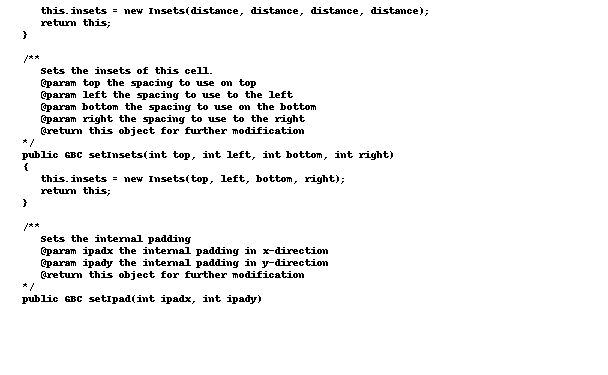 this.insets = new Insets(distance, distance, distance, distance);
return this;
}
/**
Sets the insets of this cell.
@param top the spacing to use on top
@param left the spacing to use to the left
@param bottom the spacing to use on the bottom
@param right the spacing to use to the right
@return this object for further modification
*/
public GBC setInsets(int top, int left, int bottom, int right)
{
this.insets = new Insets(top, left, bottom, right);
return this;
}
/**
Sets the internal padding
@param ipadx the internal padding in x-direction
@param ipady the internal padding in y-direction
@return this object for further modification
*/
public GBC setIpad(int ipadx, int ipady)